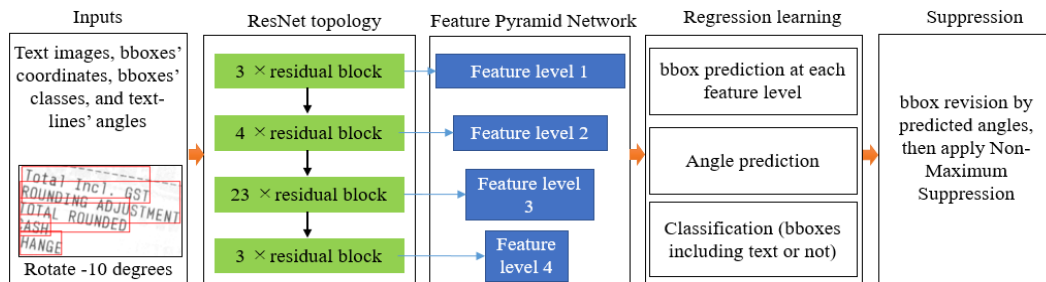 Inputs
Text images, bboxes'
coordinates, bboxes'
classes, and text-
lines' angles
Total Incl. GST
ROUNDING ADJUSTMENT
TOTAL ROUNDED
CASH
HANGE
Rotate -10 degrees
ResNet topology
3 × residual block
4 × residual block
23 × residual block
3 × residual block
Feature Pyramid Network
Feature level 1
Feature level 2
Feature level
3
Feature
level 4
Regression learning
bbox prediction at each
feature level
Angle prediction
Classification (bboxes
including text or not)
Suppression
bbox revision by
predicted angles,
then apply Non-
Maximum
Suppression